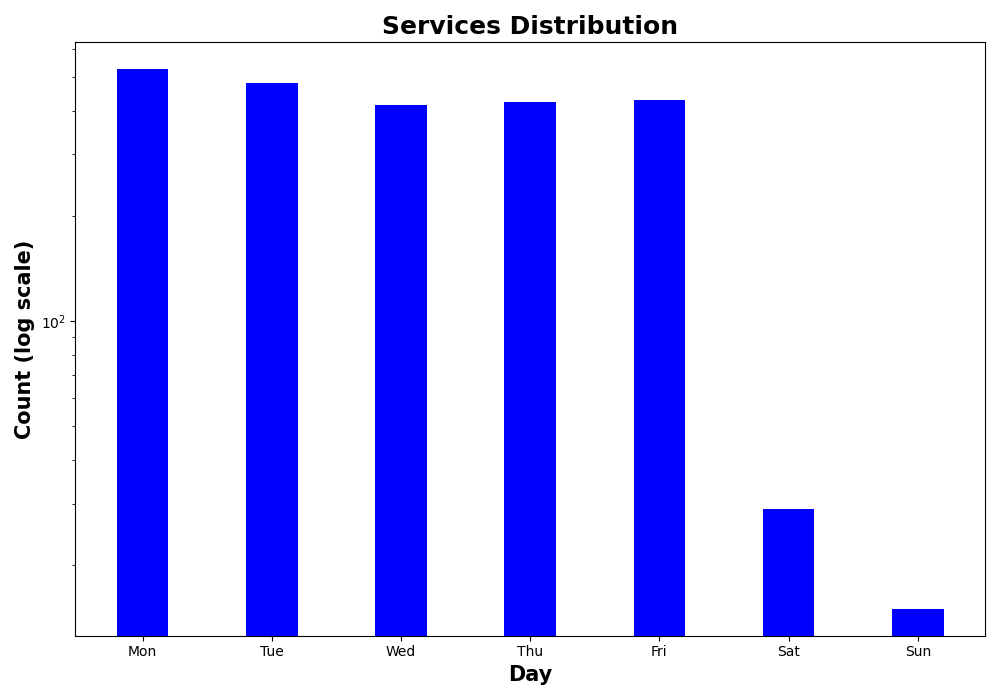 Services Distribution
Count (log scale)
10²
Mon Tue Wed Thu Fri Sat Sun
Day